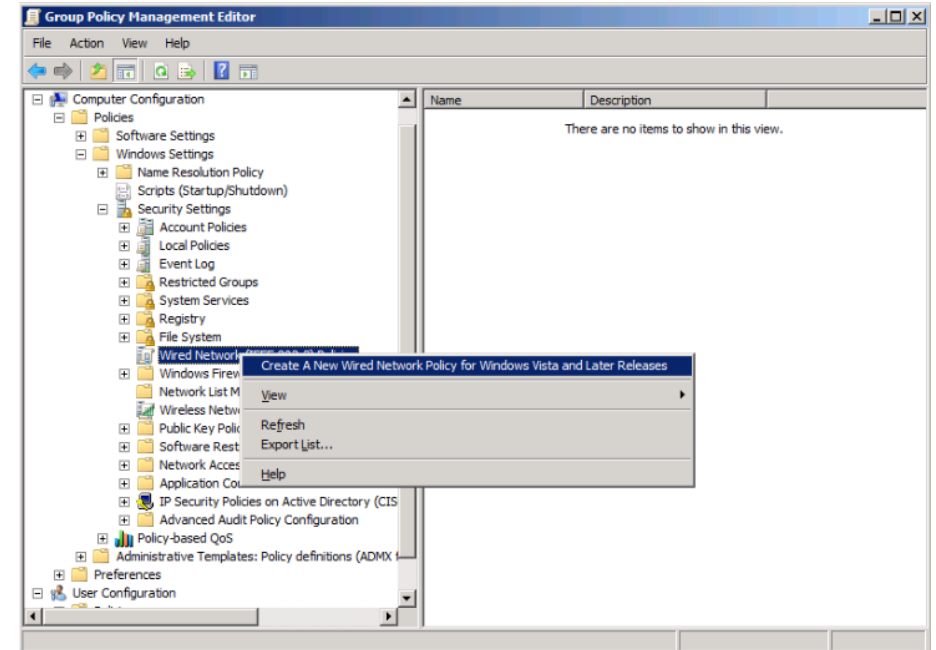 Group Policy Management Editor
File Action View Help
Name Description
There are no items to show in this view.
Computer Configuration
Policies
Software Settings
Windows Settings
Name Resolution Policy
Scripts (Startup/Shutdown)
Security Settings
Account Policies
Local Policies
Event Log
Restricted Groups
System Services
Registry
File System
Wired Network
Windows Firew
Network List M
Wireless Netw
Public Key Polic
Software Rest
Network Acces
Application Co
IP Security Policies on Active Directory (CIS
Advanced Audit Policy Configuration
Policy-based QoS
Administrative Templates: Policy definitions (ADMX f
Preferences
User Configuration
Create A New Wired Network Policy for Windows Vista and Later Releases
View
Refresh
Export List...
Help